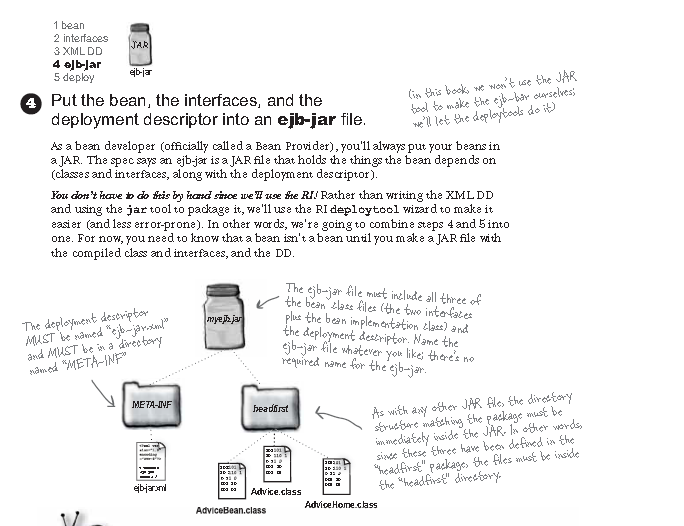 1 bean
2 interfaces
3 XML DD
4 ejb-jar
5 deploy
JAR
ejb-jar
(in this book, we won't use the JAR
tool to make the ejb-bar ourselves;
we'll let the deploytools do it)
4 Put the bean, the interfaces, and the
deployment descriptor into an ejb-jar file.
As a bean developer (officially called a Bean Provider), you'll always put your beans in
a JAR. The spec says an ejb-jar is a JAR file that holds the things the bean depends on
(classes and interfaces, along with the deployment descriptor).
You don't have to do this by hand since we'll use the RI! Rather than writing the XML DD
and using the jar tool to package it, we'll use the RI deploytool wizard to make it
easier (and less error-prone). In other words, we're going to combine steps 4 and 5 into
one. For now, you need to know that a bean isn't a bean until you make a JAR file with
the compiled class and interfaces, and the DD.
The deployment descriptor
MUST be named "ejb-jar.xml"
and MUST be in a directory
named "META-INF"
myejb.jar
The ejb-jar file must include all three of
the bean class files (the two interfaces
plus the bean implementation class) and
the deployment descriptor. Name the
ejb-jar file whatever you like; there's no
required name for the ejb-jar.
META-INF
headfirst
As with any other JAR file, the directory
structure matching the package must be
immediately inside the JAR. In other words,
since these three have been defined in the
"headfirst" package, the files must be inside
the "headfirst" directory.
ejb-jar.xml
AdviceBean.class
Advice.class
AdviceHome.class